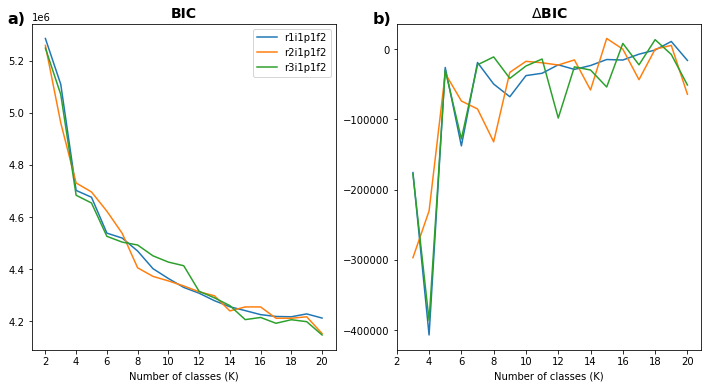 a)
BIC
1e6
r1i1p1f2
r2i1p1f2
r3i1p1f2
5.2
5.0
4.8
4.6
4.4
4.2
2 4 6 8 10 12 14 16 18 20
Number of classes (K)
b)
ΔBIC
0
−100000
−200000
−300000
−400000
2 4 6 8 10 12 14 16 18 20
Number of classes (K)